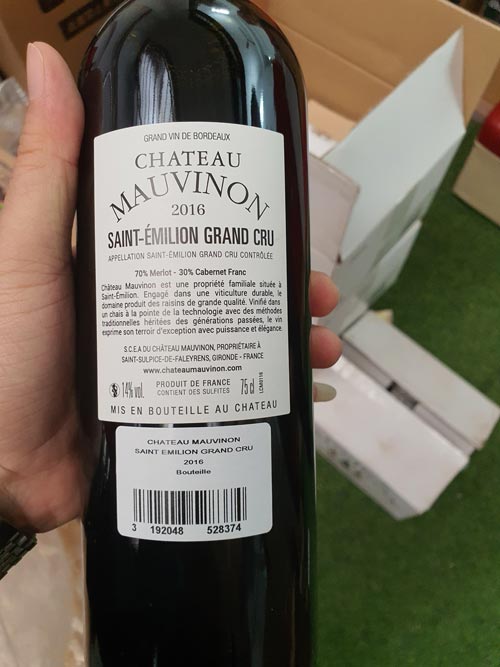 GRAND VIN DE BORDEAUX
CHATEAU
MAUVINON
2016
SAINT-ÉMILION GRAND CRU
APPELLATION SAINT-ÉMILION GRAND CRU CONTRÔLÉE
70% Merlot - 30% Cabernet Franc
Château Mauvinon est une propriété familiale située à
Saint-Emilion. Engagé dans une viticulture durable, le
domaine produit des raisins de grande qualité. Vinifié dans
un chais à la pointe de la technologie avec des méthodes
traditionnelles héritées des générations passées, le vin
exprime son terroir d'exception avec puissance et élégance.
S.C.E.A DU CHÂTEAU MAUVINON, PROPRIÉTAIRE À
SAINT-SULPICE-DE-FALEYRENS, GIRONDE - FRANCE
www.chateaumauvinon.com
14% vol.
PRODUIT DE FRANCE
CONTIENT DES SULFITES
75 cl
LCMA0116
MIS EN BOUTEILLE AU CHATEAU
CHATEAU MAUVINON
SAINT EMILION GRAND CRU
2016
Bouteille
3 192048 528374